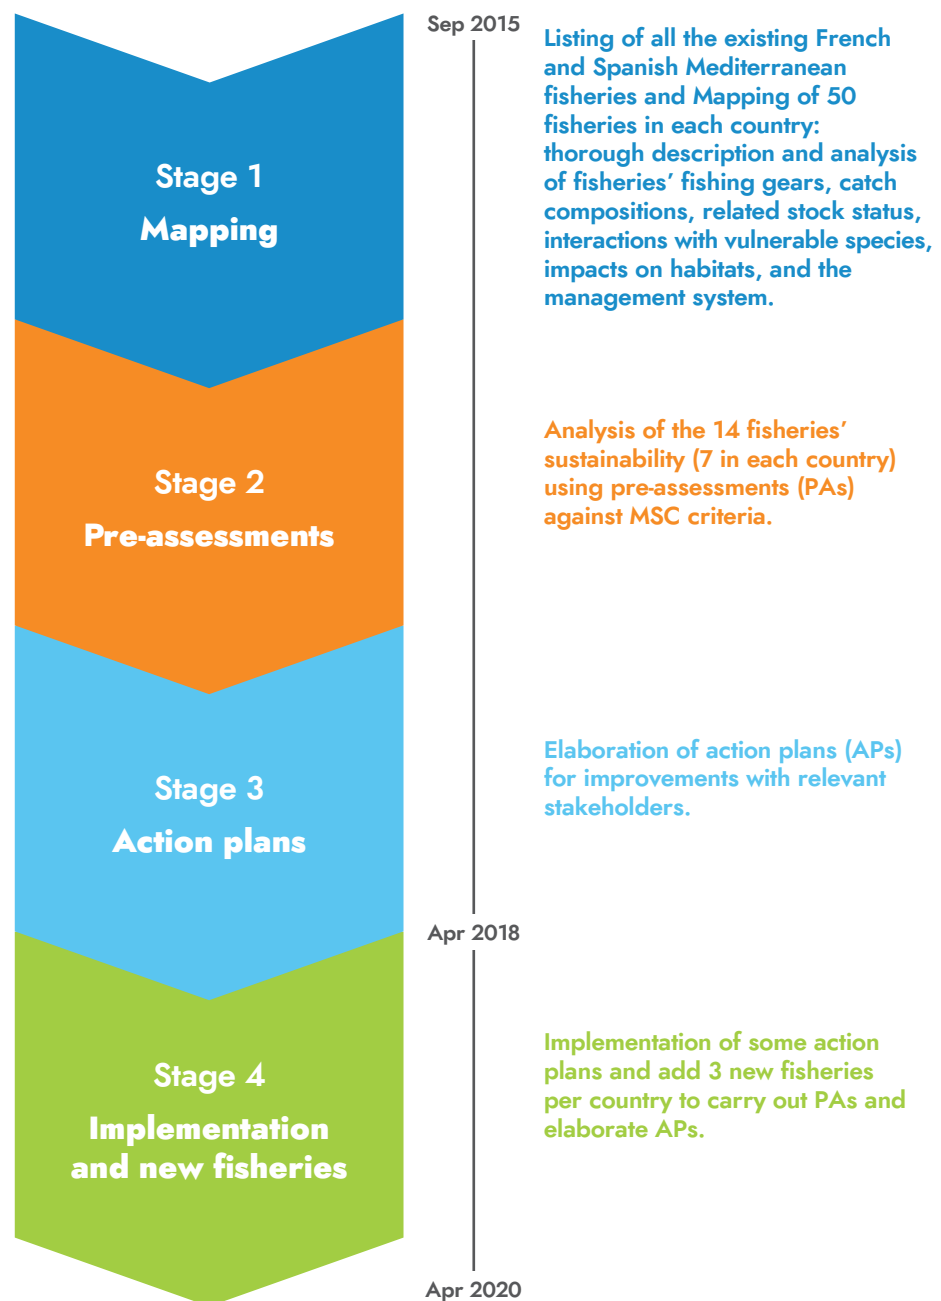 Sep 2015
Stage 1
Mapping
Listing of all the existing French
and Spanish Mediterranean
fisheries and Mapping of 50
fisheries in each country:
thorough description and analysis
of fisheries’ fishing gears, catch
compositions, related stock status,
interactions with vulnerable species,
impacts on habitats, and the
management system.
Stage 2
Pre-assessments
Analysis of the 14 fisheries’
sustainability (7 in each country)
using pre-assessments (PAs)
against MSC criteria.
Stage 3
Action plans
Elaboration of action plans (APs)
for improvements with relevant
stakeholders.
Apr 2018
Stage 4
Implementation
and new fisheries
Implementation of some action
plans and add 3 new fisheries
per country to carry out PAs and
elaborate APs.
Apr 2020